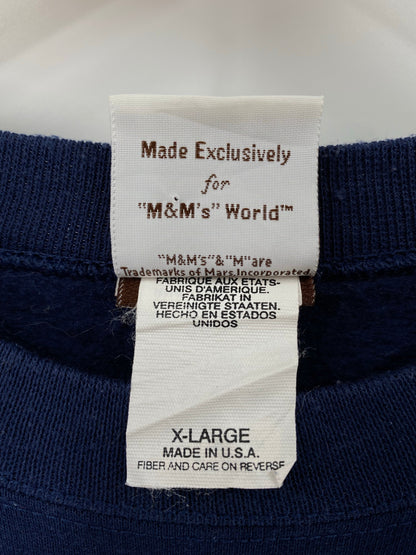 Made Exclusively
for
"M&M's" World™
"M&M's" & "M" are
Trademarks of Mars, Incorporated
FABRIQUE AUX ETATS-
UNIS D'AMERIQUE.
FABRIKAT IN
VEREINIGTE STAATEN.
HECHO EN ESTADOS
UNIDOS
X-LARGE
MADE IN U.S.A.
FIBER AND CARE ON REVERSE